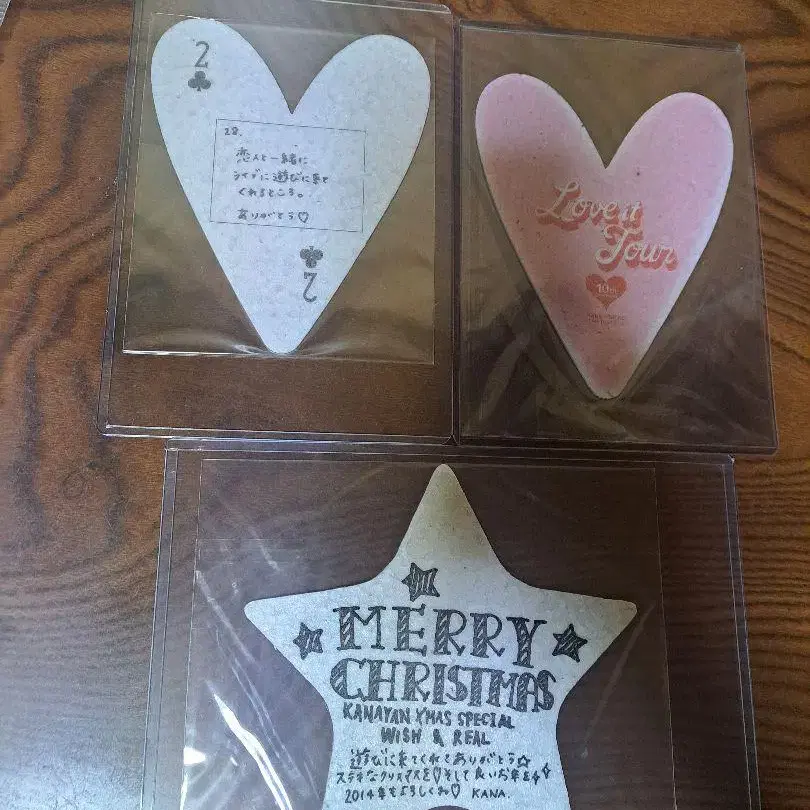 2
28.
恋人と一緒に
ライブに遊びに来て
くれるところ。
ありがとう♡
2
Love it
Tour
10th
MERRY
CHRISTMAS
KANAYAN XMAS SPECIAL
WISH & REAL
遊びに来てくれてありがとう☆
ステキなクリスマスを♡そして良いお年を
2014年もよろしくね♡ KANA.